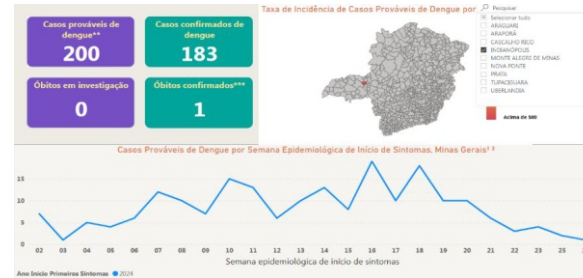 Casos prováveis de
dengue**
200
Casos confirmados de
dengue
183
Óbitos em investigação
0
Óbitos confirmados***
1
Taxa de Incidência de Casos Prováveis de Dengue por
Pesquisar
Selecionar tudo
ARAGUARI
ARAPORÃ
CASCALHO RICO
INDIANÓPOLIS
MONTE ALEGRE DE MINAS
NOVA PONTE
PRATA
TUPACIGUARA
UBERLANDIA
Acima de 500
Casos Prováveis de Dengue por Semana Epidemiológica de Início de Sintomas, Minas Gerais
15
10
5
0
02 03 04 05 06 07 08 09 10 11 12 13 14 15 16 17 18 19 20 21 22 23 25
Semana epidemiológica de início de sintomas
Ano Início Primeiros Sintomas 2024